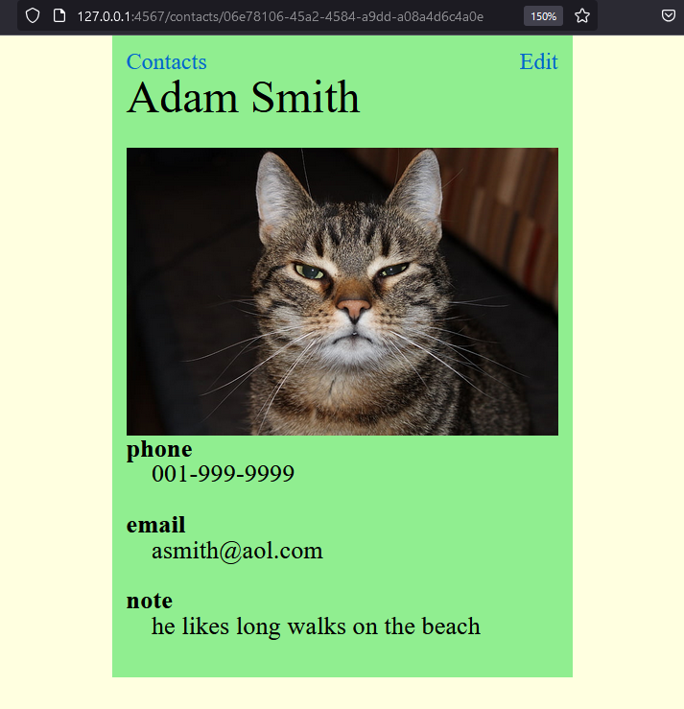 127.0.0.1:4567/contacts/06e78106-45a2-4584-a9dd-a08a4d6c4a0e 150%
Contacts Edit
Adam Smith
phone
001-999-9999
email
asmith@aol.com
note
he likes long walks on the beach